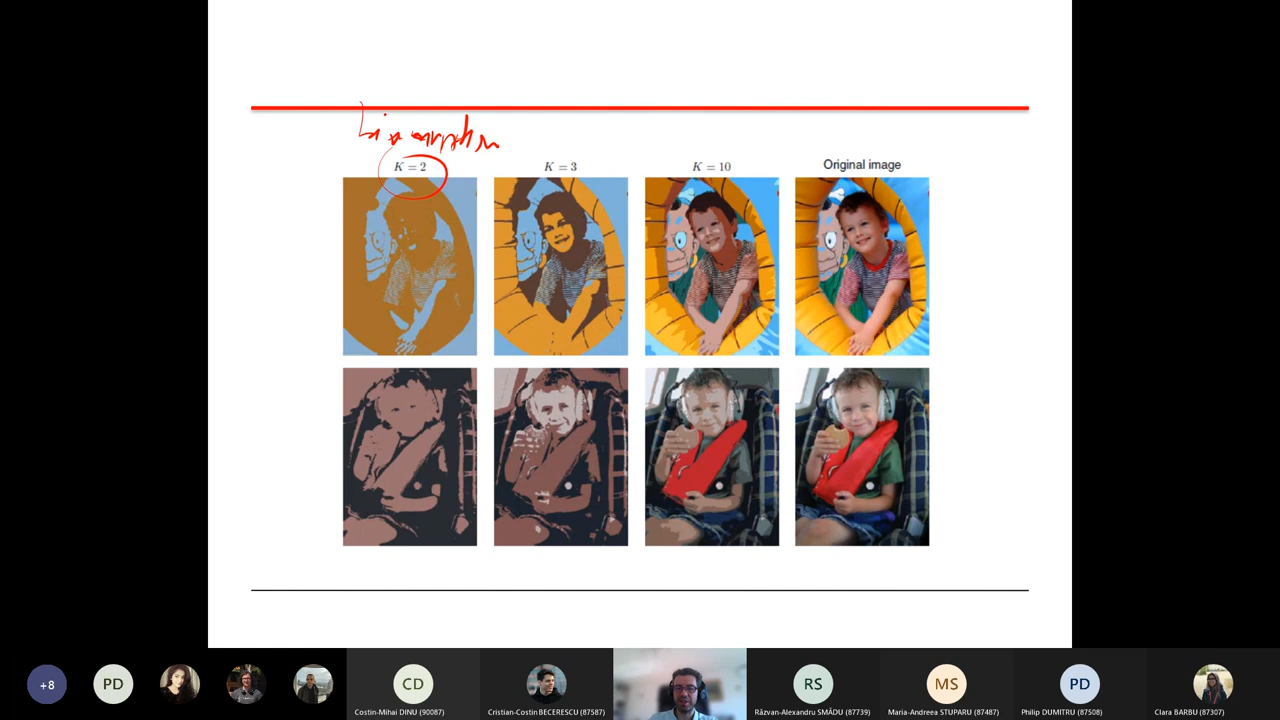 K = 2
K = 3
K = 10
Original image
+8
PD
CD
RS
MS
PD
Costin-Mihai DINU (90087)
Cristian-Costin BECERESCU (87587)
Răzvan-Alexandru SMĂDU (87739)
Maria-Andreea STUPARU (87487)
Philip DUMITRU (87508)
Clara BARBU (87307)